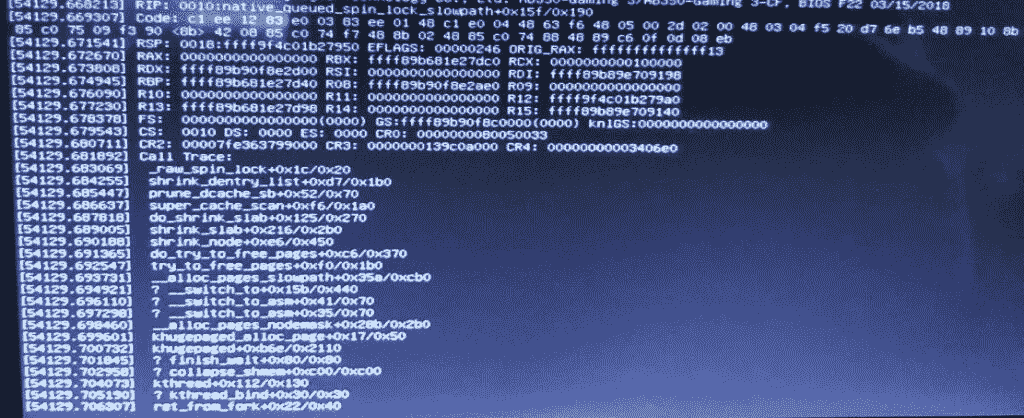 AB350-Gaming 3/AB350-Gaming 3-CF, BIOS F22 03/15/2018
[54129.668213] RIP: 0010:native_queued_spin_lock_slowpath+0x15f/0x190
[54129.669307] Code: c1 ee 12 83 e0 03 83 ee 01 48 c1 e0 04 48 63 f6 48 05 00 2d 02 00 48 03 04 f5 20 d7 6e b5 48 89 10 8b
85 c0 75 09 f3 90 <8b> 42 08 85 c0 74 f7 48 8b 02 48 85 c0 74 88 48 89 c6 0f 0d 08 eb
[54129.671541] RSP: 0018:ffff9f4c01b27950 EFLAGS: 00000246 ORIG_RAX: ffffffffffffff13
[54129.672670] RAX: 0000000000000000 RBX: ffff89b681e27dc0 RCX: 0000000000100000
[54129.673808] RDX: ffff89b90f8e2d00 RSI: 0000000000000000 RDI: ffff89b89e709198
[54129.674945] RBP: ffff89b681e27d40 R08: ffff89b90f8e2ae0 R09: 0000000000000000
[54129.676090] R10: 0000000000000000 R11: 0000000000000000 R12: ffff9f4c01b279a0
[54129.677230] R13: ffff89b681e27d98 R14: 0000000000000000 R15: ffff89b89e709140
[54129.678378] FS: 0000000000000000(0000) GS:ffff89b90f8c0000(0000) knlGS:0000000000000000
[54129.679543] CS: 0010 DS: 0000 ES: 0000 CR0: 0000000080050033
[54129.680711] CR2: 00007fe363799000 CR3: 0000000139c0a000 CR4: 00000000003406e0
[54129.681892] Call Trace:
[54129.683069] _raw_spin_lock+0x1c/0x20
[54129.684255] shrink_dentry_list+0xd7/0x1b0
[54129.685447] prune_dcache_sb+0x52/0x70
[54129.686637] super_cache_scan+0xf6/0x1a0
[54129.687818] do_shrink_slab+0x125/0x270
[54129.689005] shrink_slab+0x216/0x2b0
[54129.690188] shrink_node+0xe6/0x450
[54129.691365] do_try_to_free_pages+0xc6/0x370
[54129.692547] try_to_free_pages+0xf0/0x1b0
[54129.693731] __alloc_pages_slowpath+0x35a/0xcb0
[54129.694921] ? __switch_to+0x15b/0x440
[54129.696110] ? __switch_to_asm+0x41/0x70
[54129.697298] ? __switch_to_asm+0x35/0x70
[54129.698460] __alloc_pages_nodemask+0x28b/0x2b0
[54129.699601] khugepaged_alloc_page+0x17/0x50
[54129.700732] khugepaged+0xb6e/0x2110
[54129.701845] ? finish_wait+0x80/0x80
[54129.702958] ? collapse_shmem+0xc00/0xc00
[54129.704073] kthread+0x112/0x130
[54129.705190] ? kthread_bind+0x30/0x30
[54129.706307] ret_from_fork+0x22/0x40